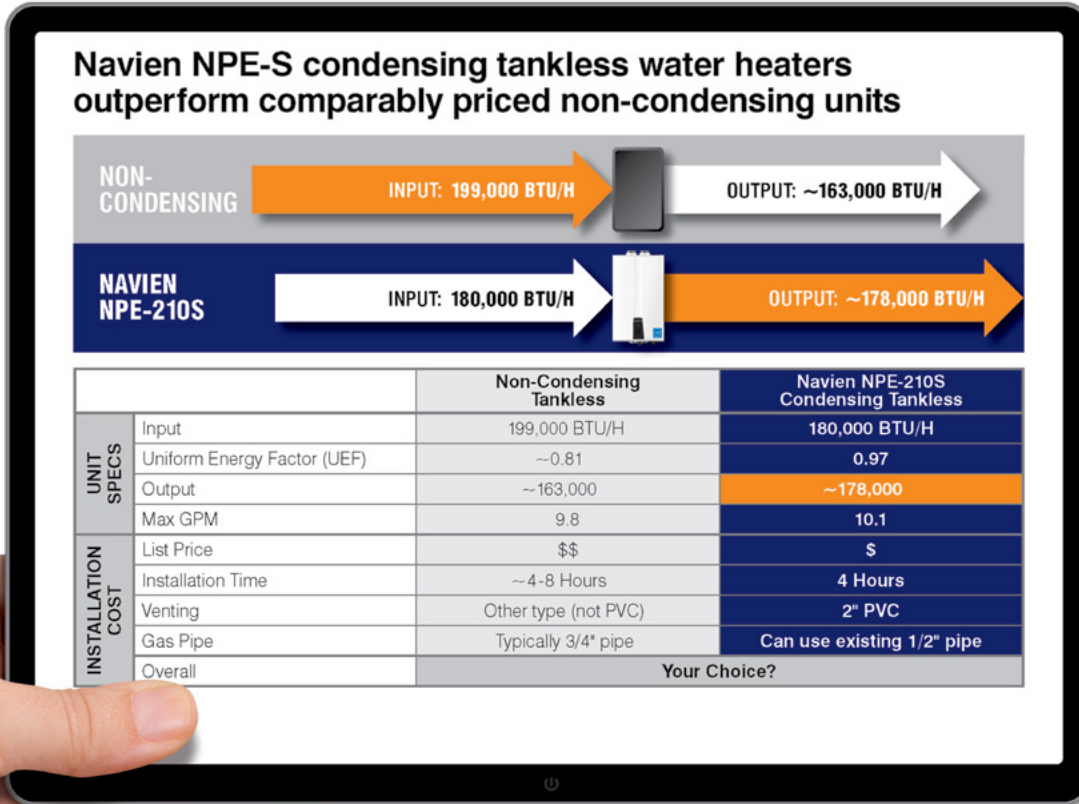 Navien NPE-S condensing tankless water heaters
outperform comparably priced non-condensing units
NON-
CONDENSING
INPUT: 199,000 BTU/H
OUTPUT: ~163,000 BTU/H
NAVIEN
NPE-210S
INPUT: 180,000 BTU/H
OUTPUT: ~178,000 BTU/H
Non-Condensing
Tankless
Navien NPE-210S
Condensing Tankless
UNIT
SPECS
Input
199,000 BTU/H
180,000 BTU/H
Uniform Energy Factor (UEF)
~0.81
0.97
Output
~163,000
~178,000
Max GPM
9.8
10.1
INSTALLATION
COST
List Price
$$
$
Installation Time
~4-8 Hours
4 Hours
Venting
Other type (not PVC)
2" PVC
Gas Pipe
Typically 3/4" pipe
Can use existing 1/2" pipe
Overall
Your Choice?